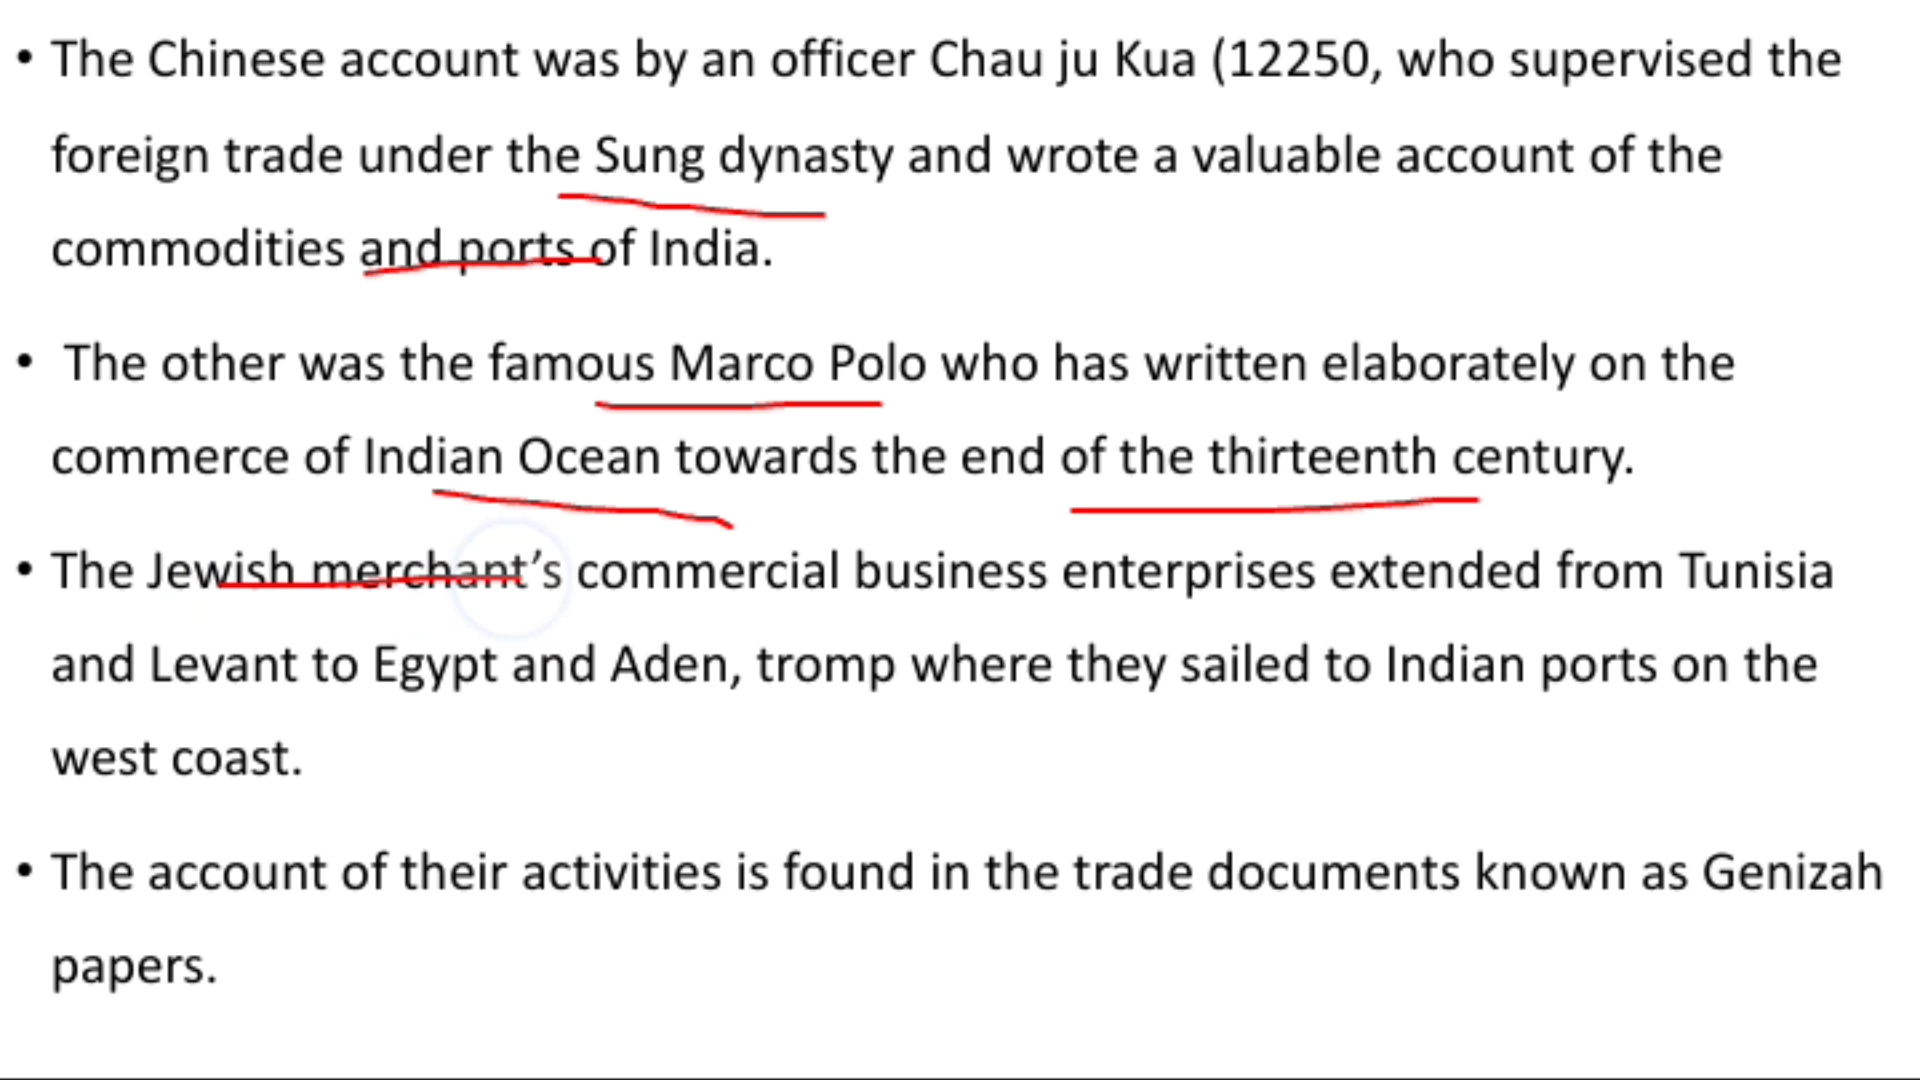 • The Chinese account was by an officer Chau ju Kua (12250, who supervised the
foreign trade under the Sung dynasty and wrote a valuable account of the
commodities and ports of India.
• The other was the famous Marco Polo who has written elaborately on the
commerce of Indian Ocean towards the end of the thirteenth century.
• The Jewish merchant’s commercial business enterprises extended from Tunisia
and Levant to Egypt and Aden, tromp where they sailed to Indian ports on the
west coast.
• The account of their activities is found in the trade documents known as Genizah
papers.